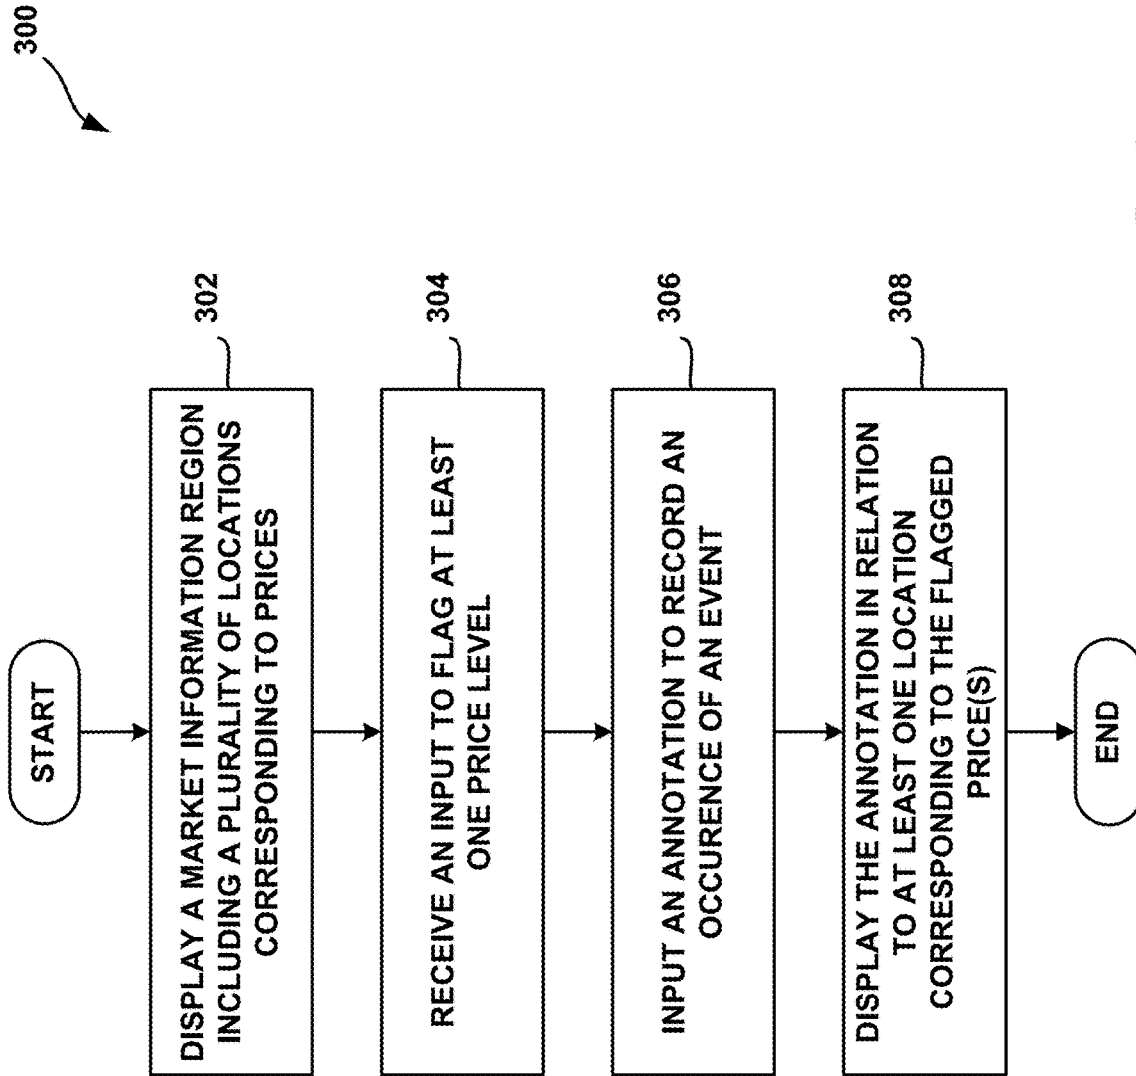 300
START
302
DISPLAY A MARKET INFORMATION REGION
INCLUDING A PLURALITY OF LOCATIONS
CORRESPONDING TO PRICES
304
RECEIVE AN INPUT TO FLAG AT LEAST
ONE PRICE LEVEL
306
INPUT AN ANNOTATION TO RECORD AN
OCCURENCE OF AN EVENT
308
DISPLAY THE ANNOTATION IN RELATION
TO AT LEAST ONE LOCATION
CORRESPONDING TO THE FLAGGED
PRICE(S)
END